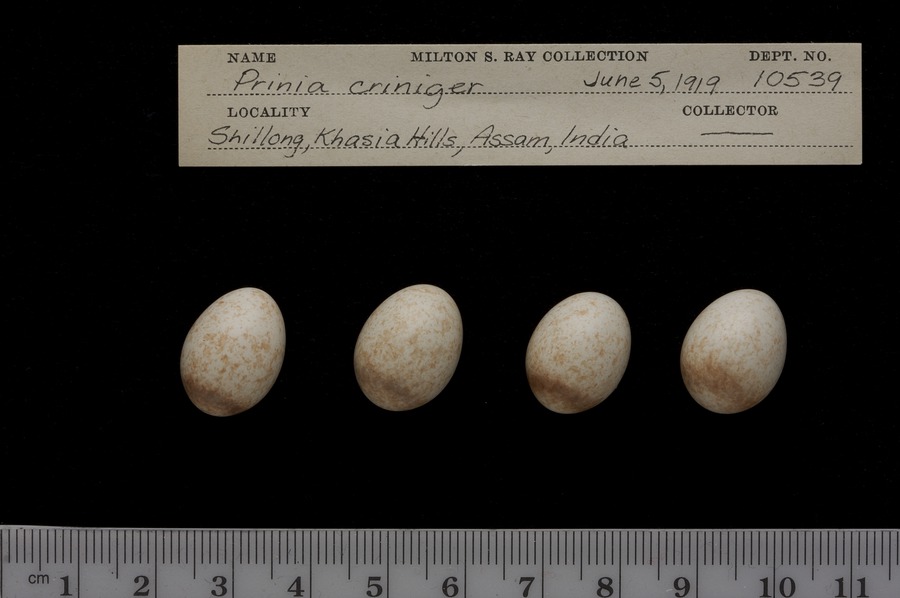 NAME MILTON S. RAY COLLECTION DEPT. NO.
Prinia criniger June 5, 1919 10539
LOCALITY COLLECTOR
Shillong, Khasia Hills, Assam, India
cm 1 2 3 4 5 6 7 8 9 10 11